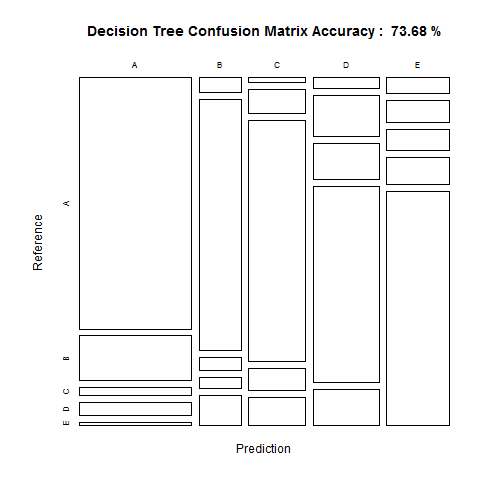 Decision Tree Confusion Matrix Accuracy :  73.68 %
A B C D E
Reference
A
B
C
D
E
Prediction